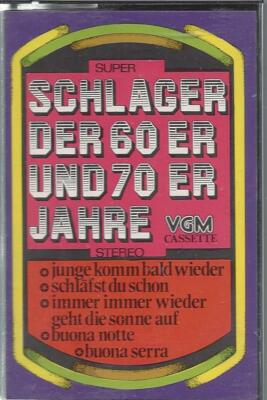 SUPER
SCHLAGER
DER 60 ER
UND 70 ER
JAHRE VGM
CASSETTE
STEREO
junge komm bald wieder
schläfst du schon
immer immer wieder
geht die sonne auf
buona notte
buona serra